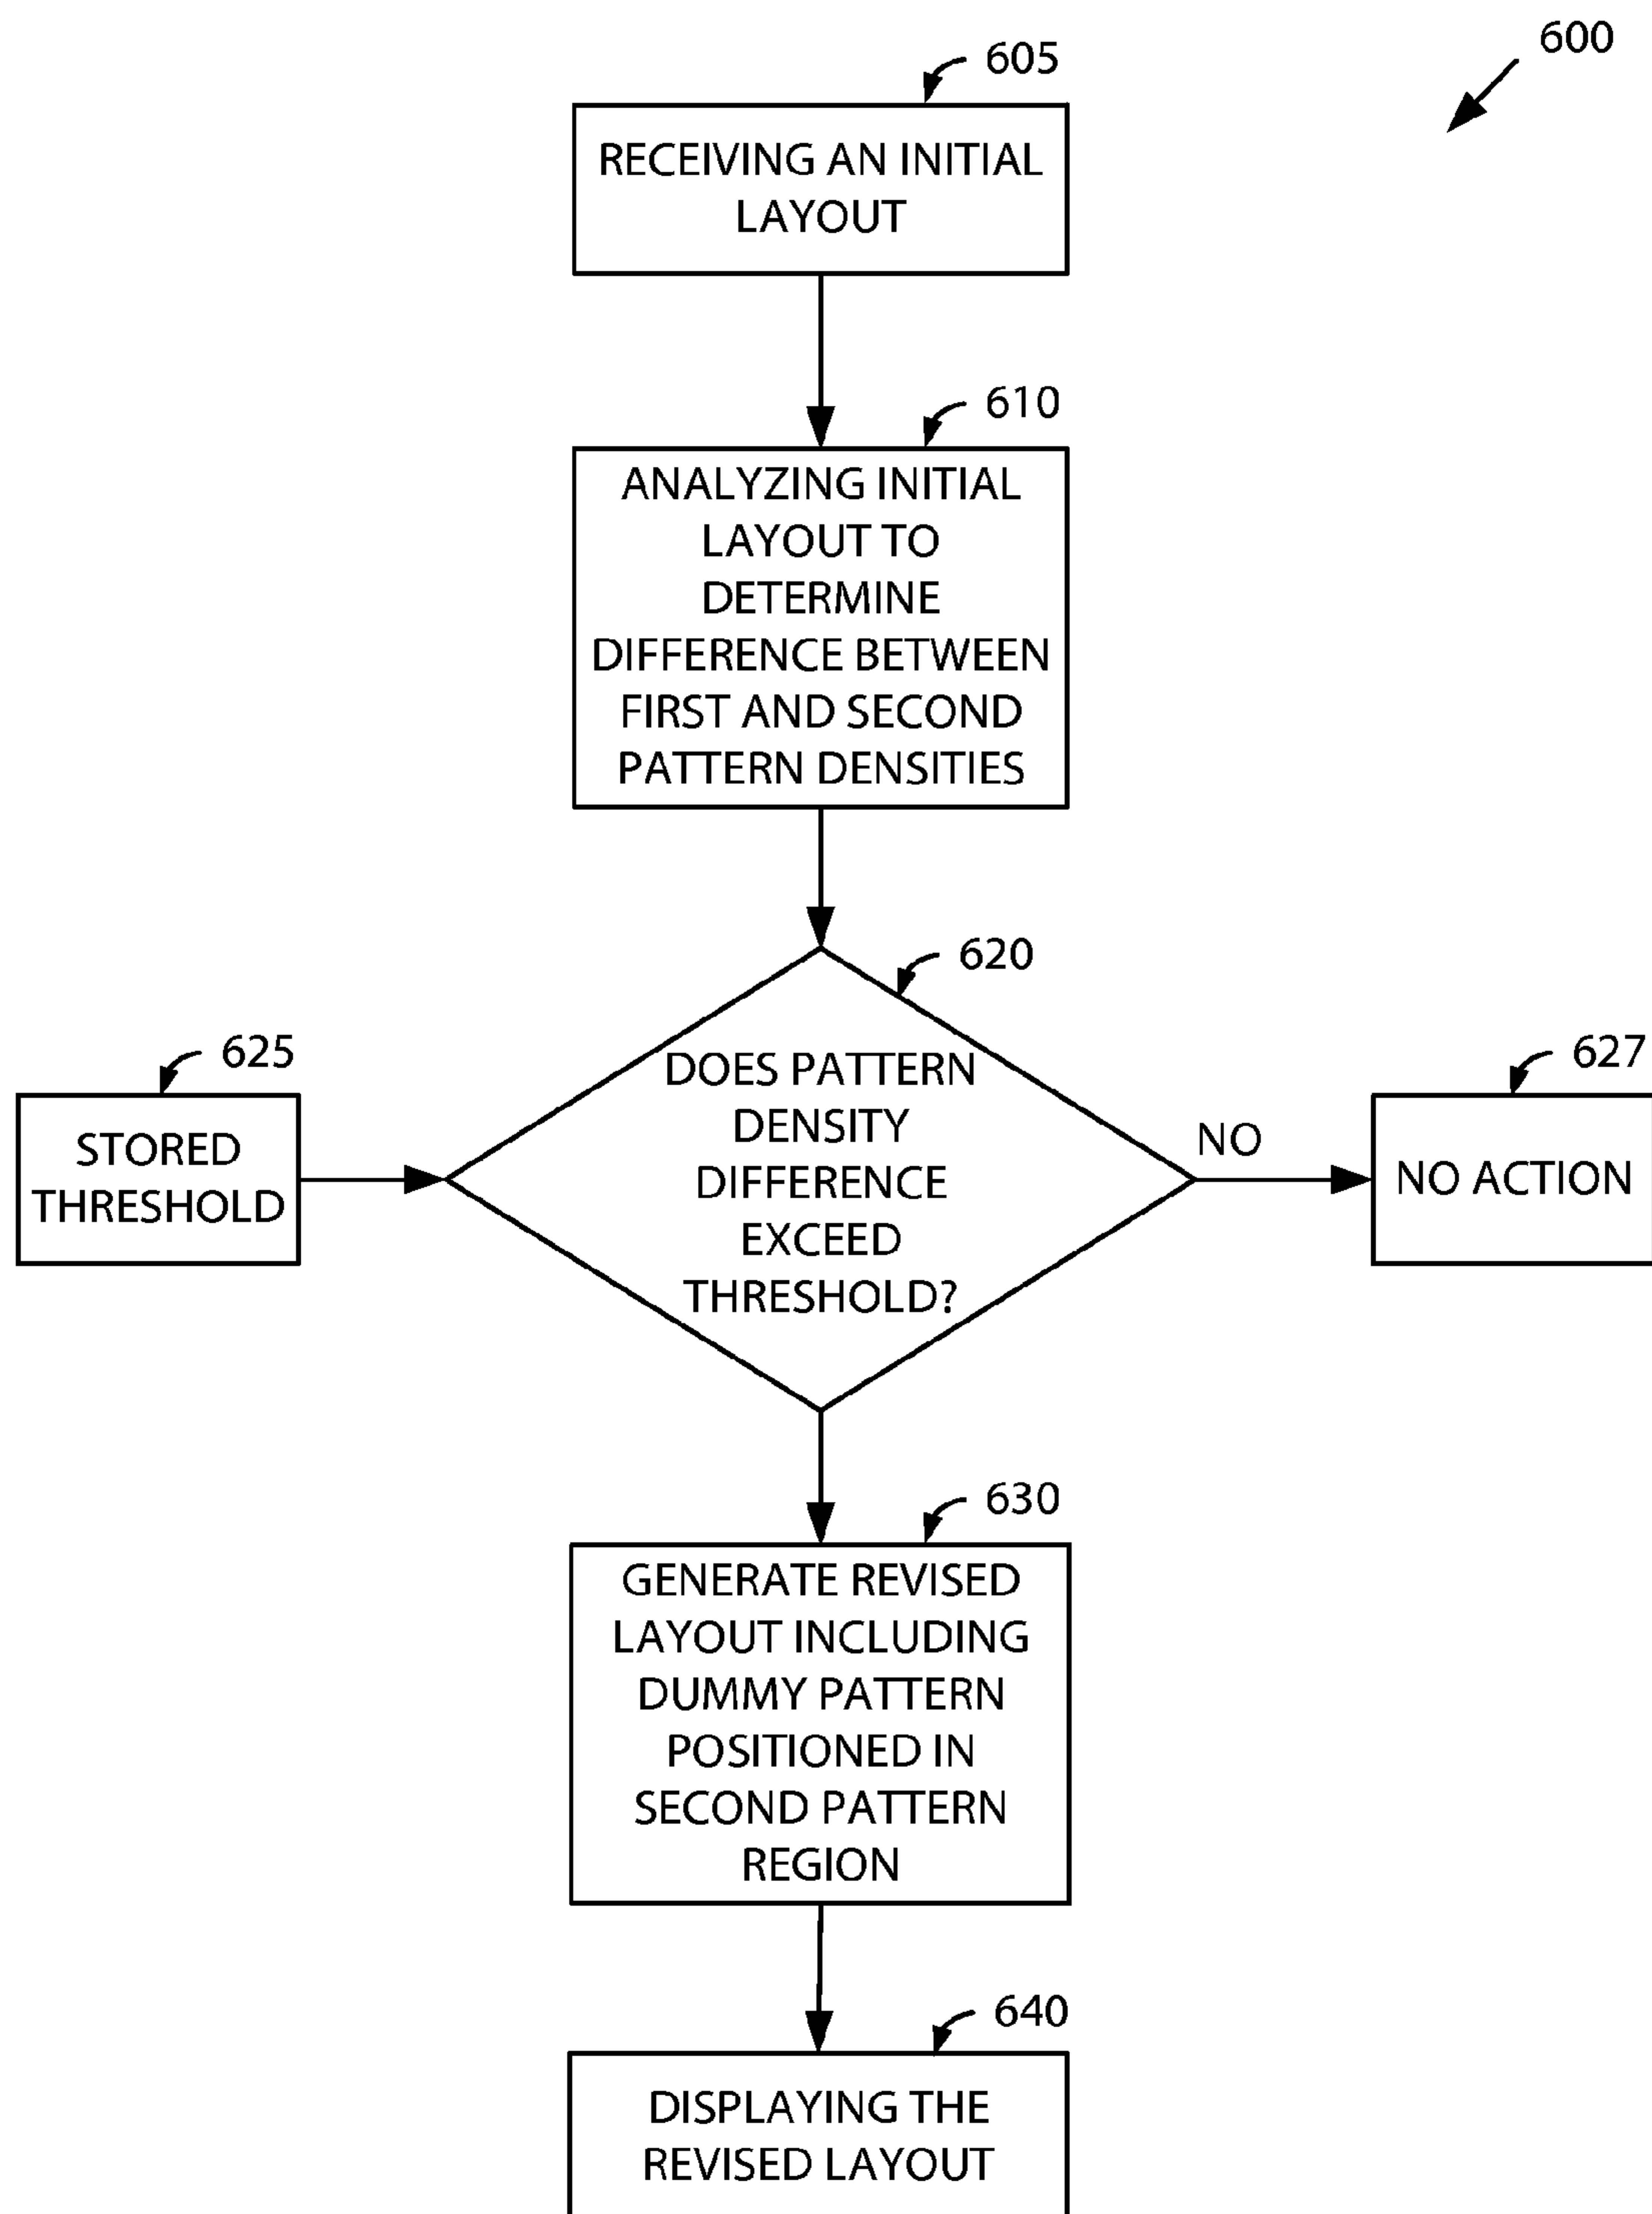 600
605
RECEIVING AN INITIAL
LAYOUT
610
ANALYZING INITIAL
LAYOUT TO
DETERMINE
DIFFERENCE BETWEEN
FIRST AND SECOND
PATTERN DENSITIES
620
DOES PATTERN
DENSITY
DIFFERENCE
EXCEED
THRESHOLD?
625
STORED
THRESHOLD
NO
627
NO ACTION
630
GENERATE REVISED
LAYOUT INCLUDING
DUMMY PATTERN
POSITIONED IN
SECOND PATTERN
REGION
640
DISPLAYING THE
REVISED LAYOUT